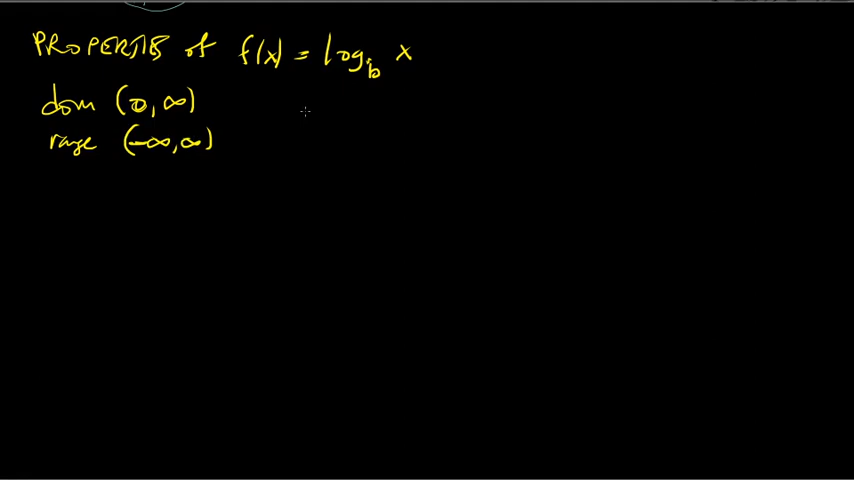 PROPERTIES of f(x) = log_b x
dom (0, ∞)
range (-∞, ∞)